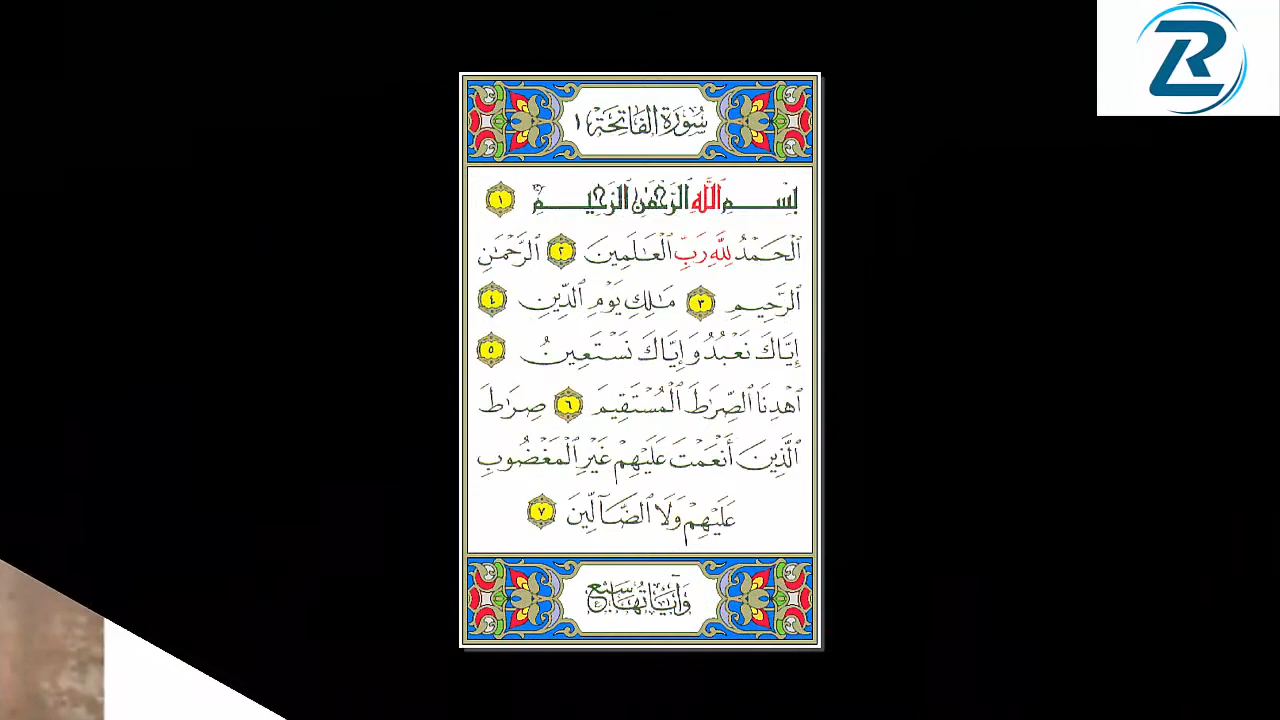 سُورَةُ الْفَاتِحَةِ ١
بِسْمِ ٱللَّهِ ٱلرَّحْمَٰنِ ٱلرَّحِيمِ ١
ٱلْحَمْدُ لِلَّهِ رَبِّ ٱلْعَٰلَمِينَ ٢ ٱلرَّحْمَٰنِ
ٱلرَّحِيمِ ٣ مَٰلِكِ يَوْمِ ٱلدِّينِ ٤
إِيَّاكَ نَعْبُدُ وَإِيَّاكَ نَسْتَعِينُ ٥
ٱهْدِنَا ٱلصِّرَٰطَ ٱلْمُسْتَقِيمَ ٦ صِرَٰطَ
ٱلَّذِينَ أَنْعَمْتَ عَلَيْهِمْ غَيْرِ ٱلْمَغْضُوبِ
عَلَيْهِمْ وَلَا ٱلضَّآلِّينَ ٧
وَآيَاتُهَا سَبْعٌ